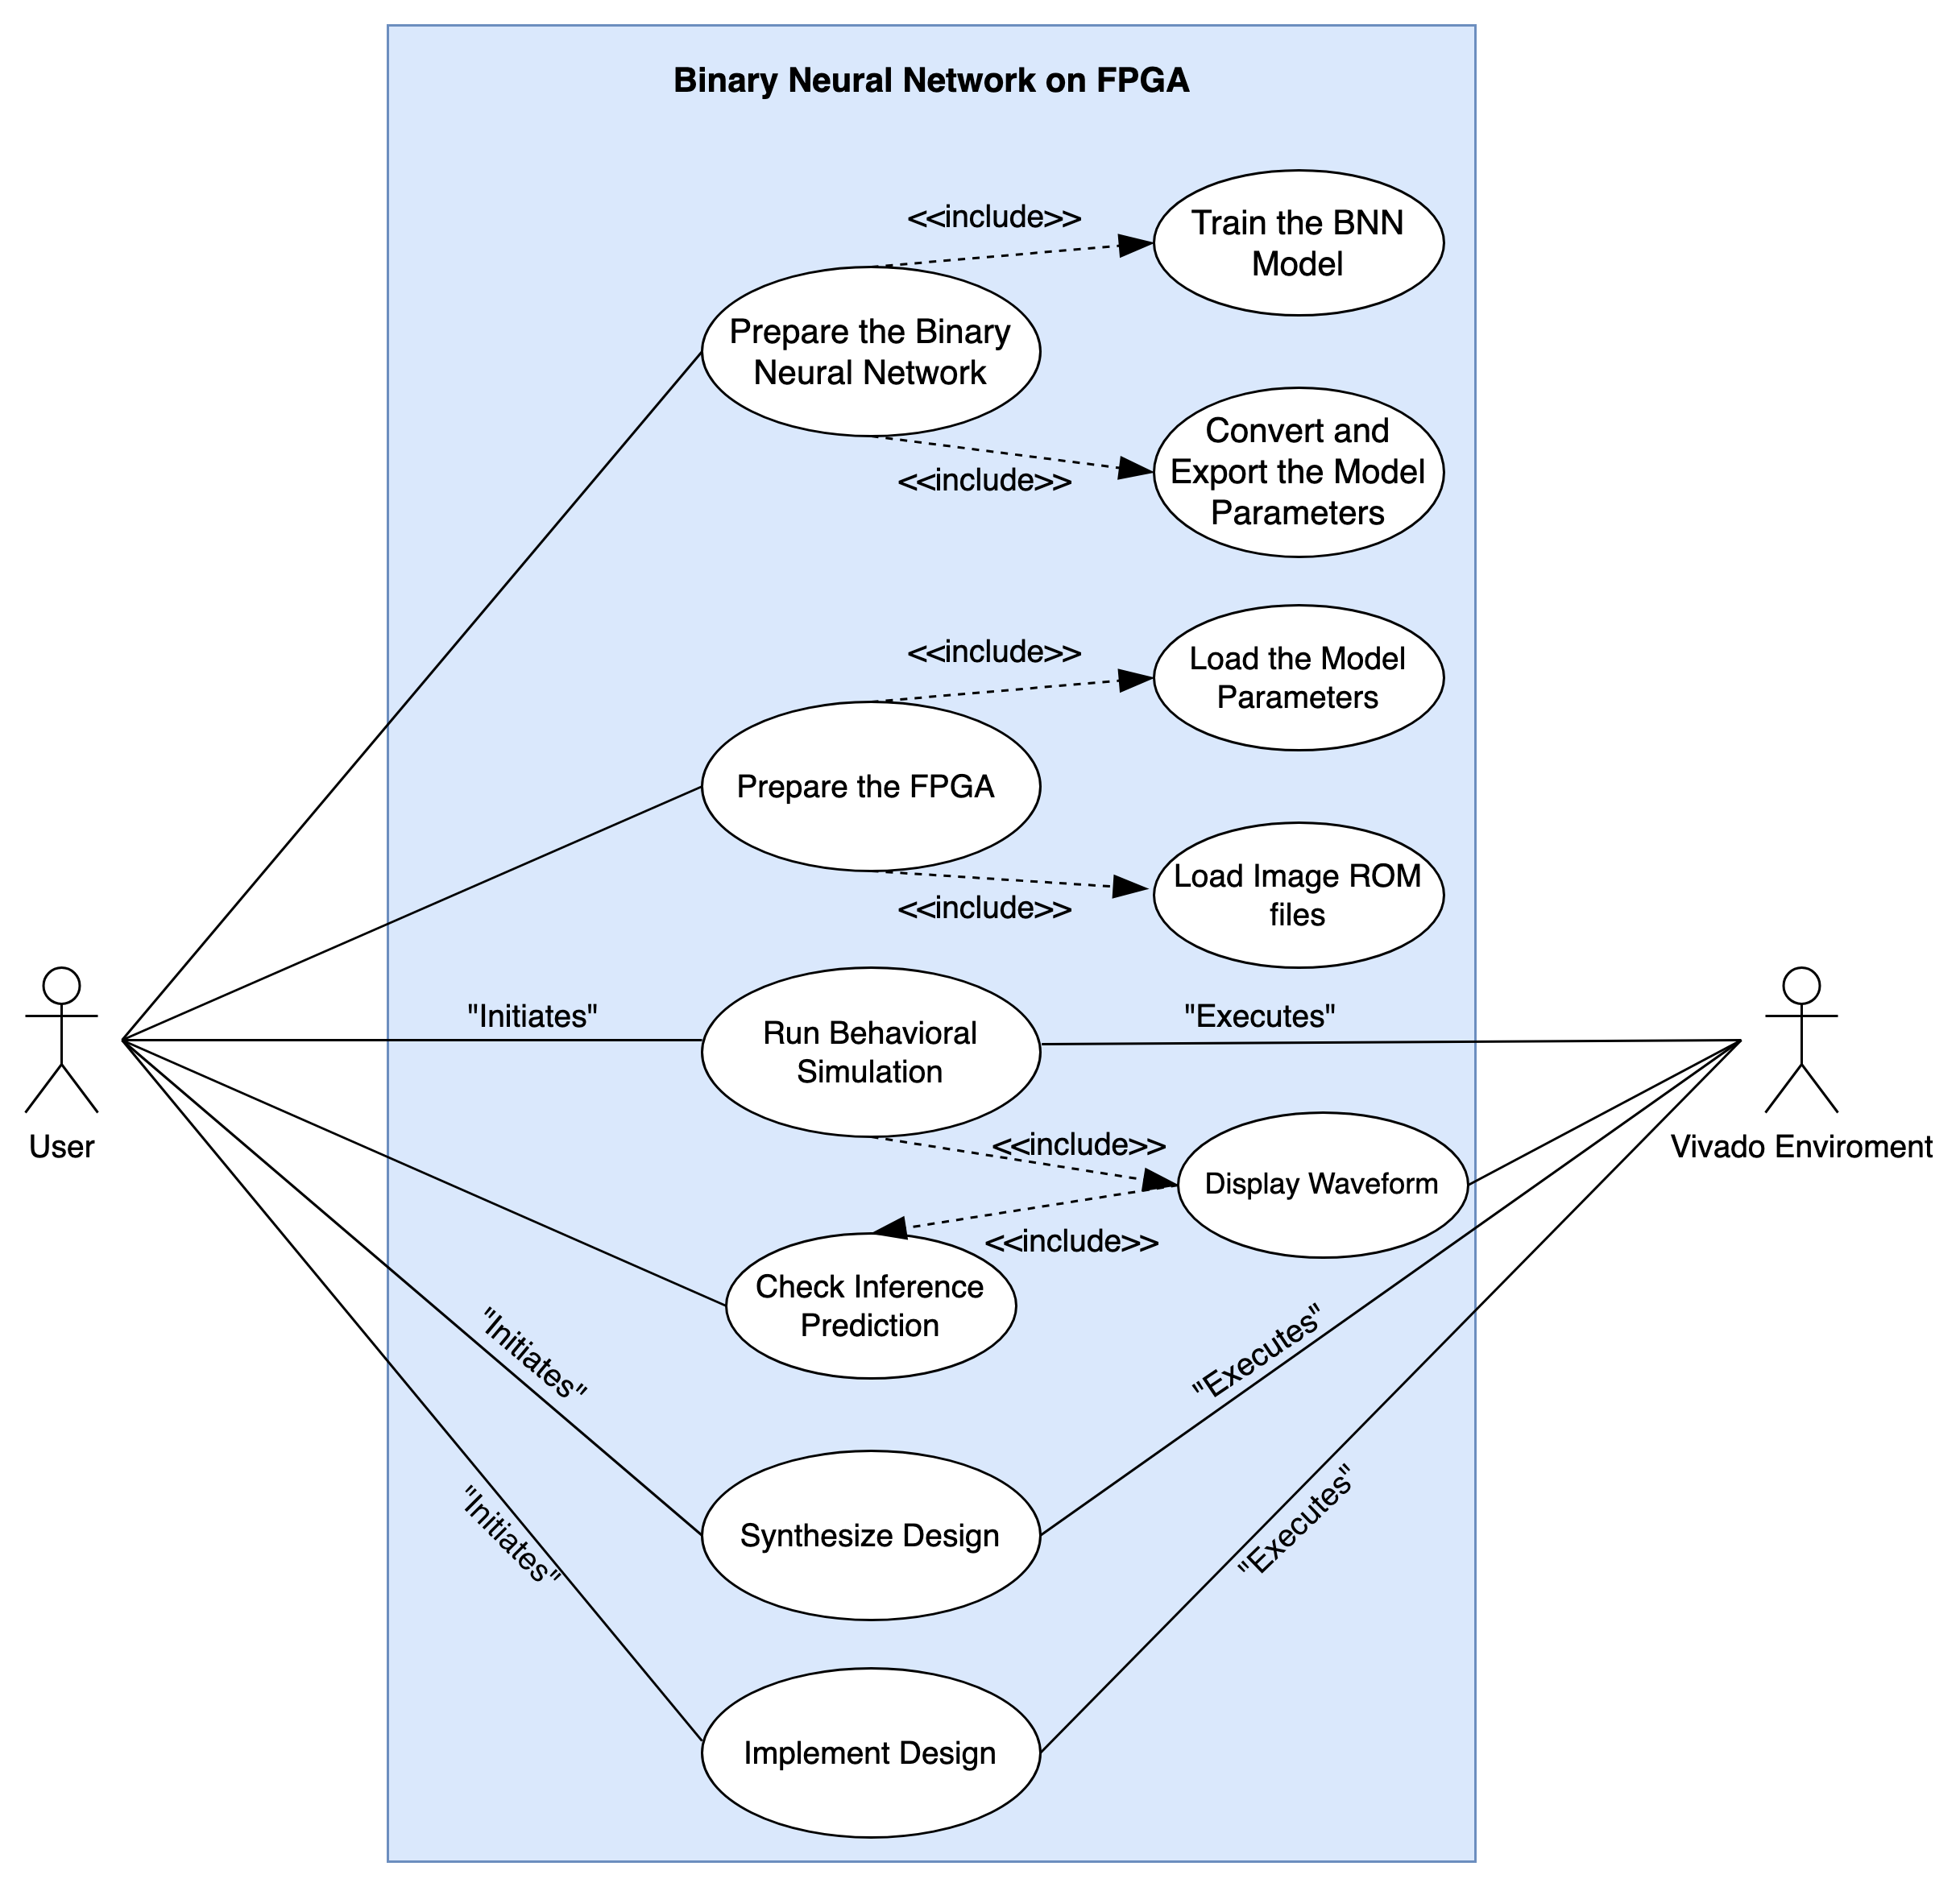 Binary Neural Network on FPGA
<<include>>
Train the BNN
Model
Prepare the Binary
Neural Network
<<include>>
Convert and
Export the Model
Parameters
<<include>>
Load the Model
Parameters
Prepare the FPGA
<<include>>
Load Image ROM
files
"Initiates"
Run Behavioral
Simulation
"Executes"
User
Vivado Enviroment
<<include>>
Display Waveform
<<include>>
Check Inference
Prediction
"Initiates"
"Executes"
Synthesize Design
"Initiates"
"Executes"
Implement Design